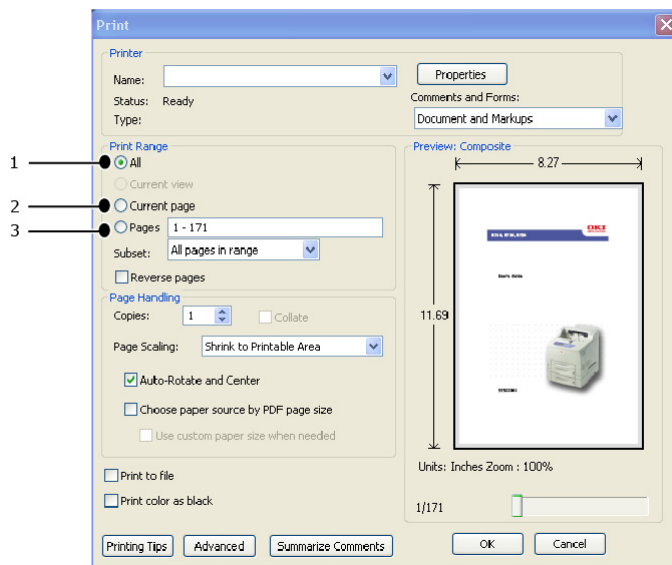 Print
Printer
Name:
Properties
Status: Ready
Comments and Forms:
Type:
Document and Markups
Print Range
1
All
Current view
2
Current page
3
Pages 1 - 171
Subset: All pages in range
Reverse pages
Page Handling
Copies: 1 Collate
Page Scaling: Shrink to Printable Area
Auto-Rotate and Center
Choose paper source by PDF page size
Use custom paper size when needed
Print to file
Print color as black
Printing Tips Advanced Summarize Comments
Preview: Composite
8.27
OKI
User's Guide
11.69
Units: Inches Zoom : 100%
1/171
OK Cancel